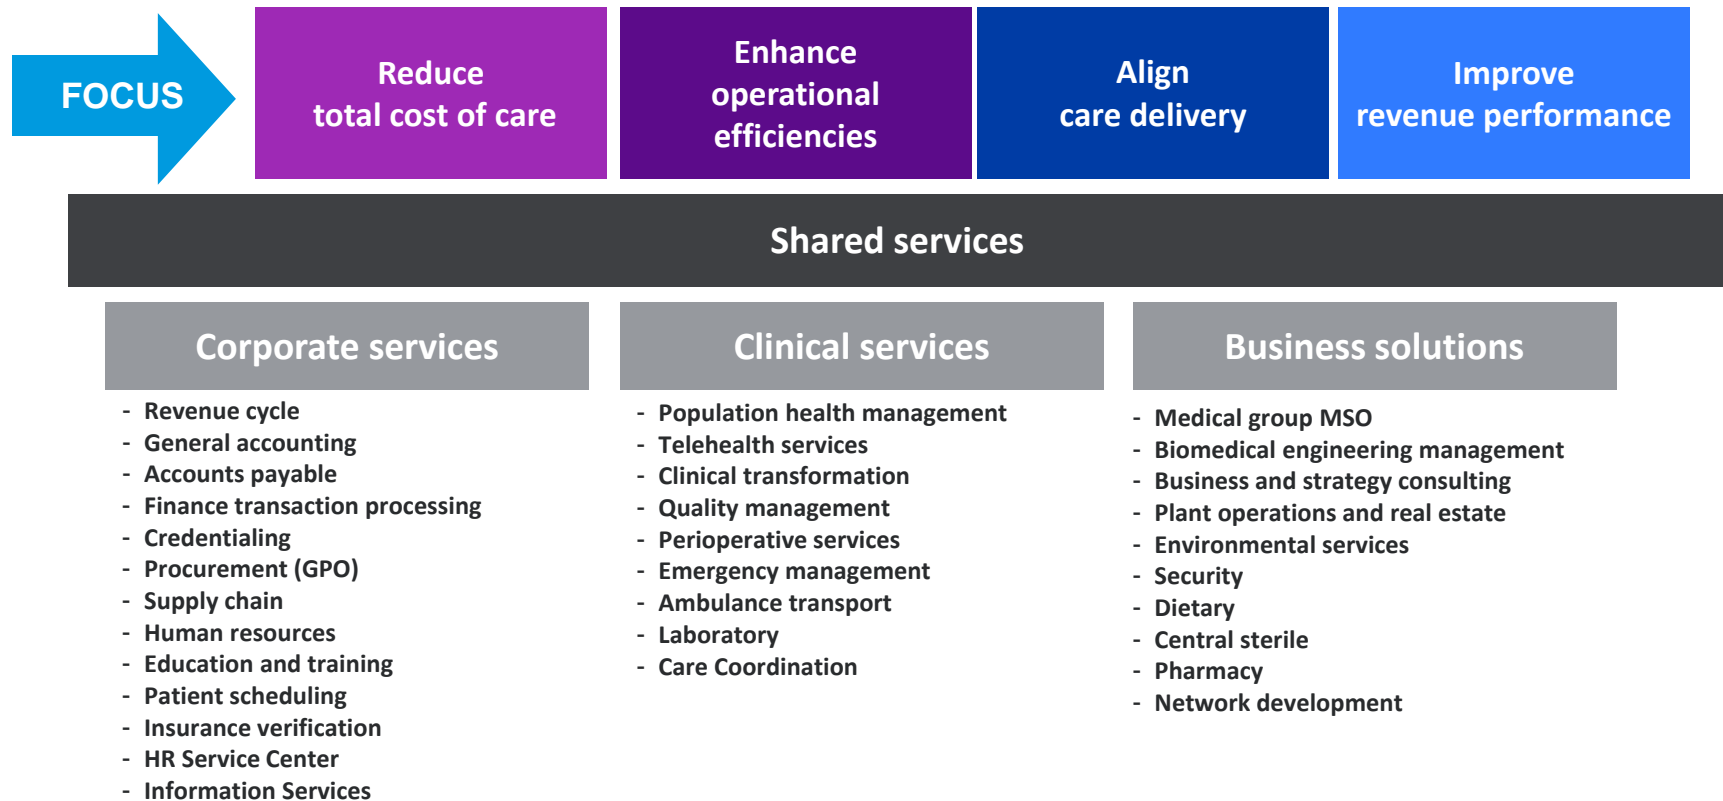 FOCUS
Reduce
total cost of care
Enhance
operational
efficiencies
Align
care delivery
Improve
revenue performance
Shared services
Corporate services
- Revenue cycle
- General accounting
- Accounts payable
- Finance transaction processing
- Credentialing
- Procurement (GPO)
- Supply chain
- Human resources
- Education and training
- Patient scheduling
- Insurance verification
- HR Service Center
- Information Services
Clinical services
- Population health management
- Telehealth services
- Clinical transformation
- Quality management
- Perioperative services
- Emergency management
- Ambulance transport
- Laboratory
- Care Coordination
Business solutions
- Medical group MSO
- Biomedical engineering management
- Business and strategy consulting
- Plant operations and real estate
- Environmental services
- Security
- Dietary
- Central sterile
- Pharmacy
- Network development